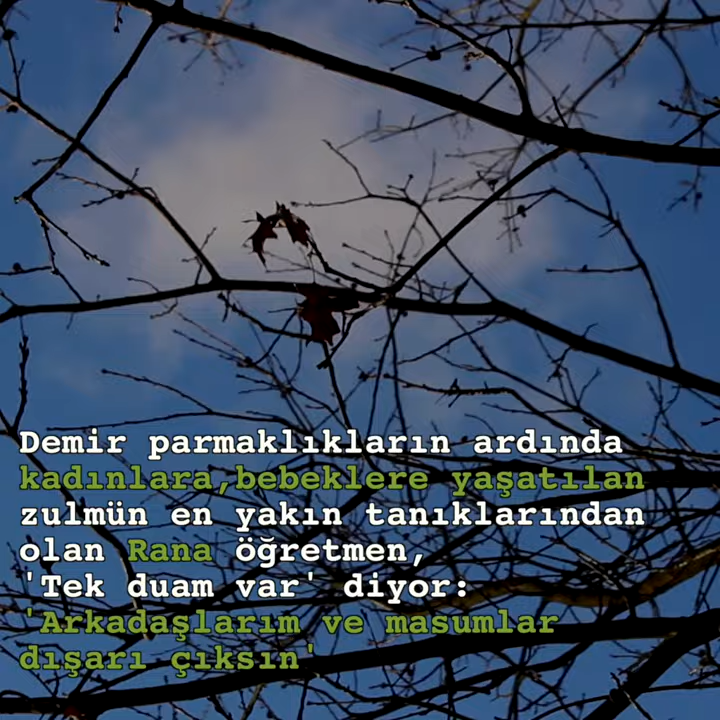 Demir parmaklıkların ardında
kadınlara,bebeklere yaşatılan
zulmün en yakın tanıklarından
olan Rana öğretmen,
'Tek duam var' diyor:
'Arkadaşlarım ve masumlar
dışarı çıksın'